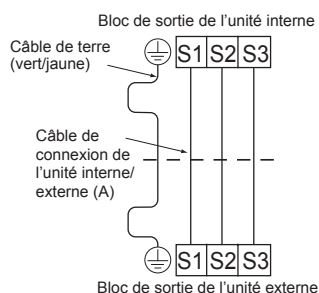 Bloc de sortie de l'unité interne
Câble de terre
(vert/jaune)
S1 S2 S3
Câble de
connexion de
l'unité interne/
externe (A)
S1 S2 S3
Bloc de sortie de l'unité externe